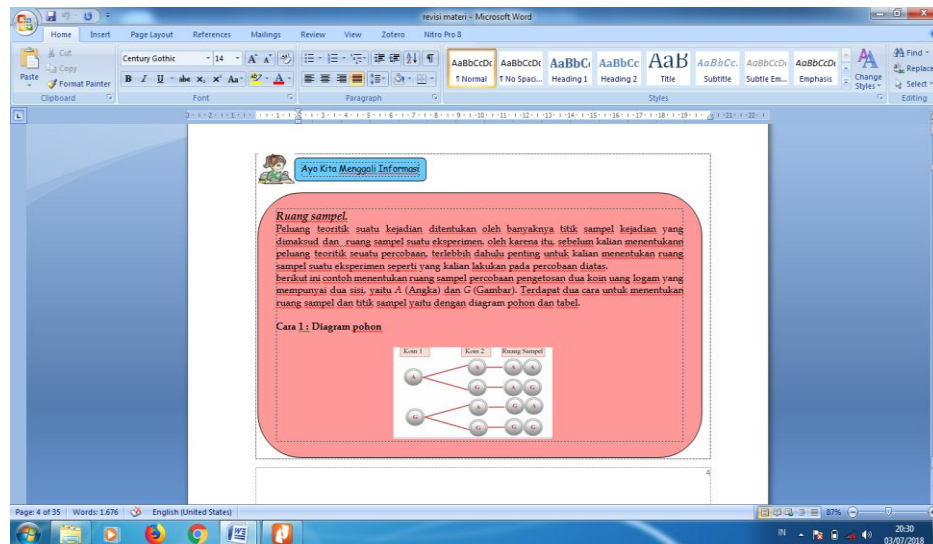 revisi materi - Microsoft Word
Home Insert Page Layout References Mailings Review View Zotero Nitro Pro 8
Paste
Cut
Copy
Format Painter
Clipboard
Century Gothic 14
Font
Paragraph
AaBbCcDc AaBbCcDc AaBbC AaBbCc AaB AaBbCc. AaBbCcDi AaBbCcDi
¶ Normal ¶ No Spaci... Heading 1 Heading 2 Title Subtitle Subtle Em... Emphasis
Change Styles
Styles
Find
Replace
Select
Editing
Ayo Kita Menggali Informasi
Ruang sampel.
Peluang teoritik suatu kejadian ditentukan oleh banyaknya titik sampel kejadian yang
dimaksud dan ruang sampel suatu eksperimen, oleh karena itu, sebelum kalian menentukann
peluang teoritik seuatu percobaan, terlebbih dahulu penting untuk kalian menentukan ruang
sampel suatu eksperimen seperti yang kalian lakukan pada percobaan diatas.
berikut ini contoh menentukan ruang sampel percobaan pengetosan dua koin uang logam yang
mempunyai dua sisi, yaitu A (Angka) dan G (Gambar). Terdapat dua cara untuk menentukan
ruang sampel dan titik sampel yaitu dengan diagram pohon dan tabel.
Cara 1 : Diagram pohon
Koin 1 Koin 2 Ruang Sampel
A A A A
G A G
G A G A
G G G
4
Page: 4 of 35 Words: 1.676 English (United States) 87%
IN 20:30
03/07/2018